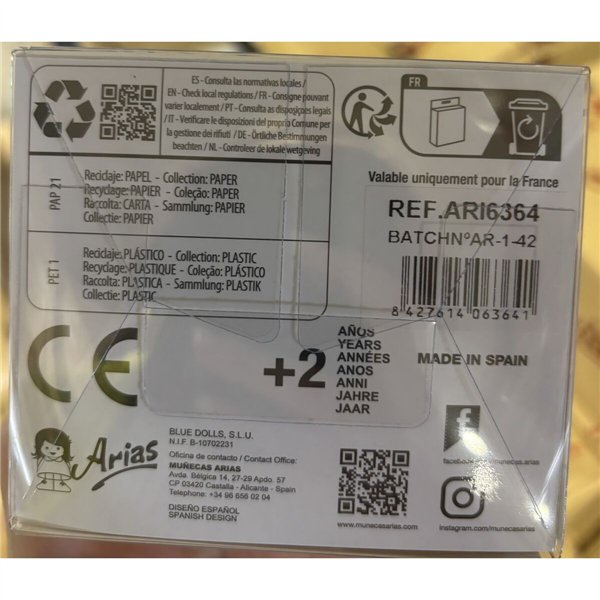 ES - Consulta las normativas locales /
EN - Check local regulations / FR - Consigne pouvant
varier localement / PT - Consulta as disposições legais
/ IT - Verificare le disposizioni del proprio Comune per
la gestione dei rifiuti / DE - Örtliche Bestimmungen
beachten / NL - Controleer de lokale wetgeving
PAP 21
Reciclaje: PAPEL - Collection: PAPER
Recyclage: PAPIER - Coleção: PAPER
Raccolta: CARTA - Sammlung: PAPIER
Collectie: PAPIER
PET 1
Reciclaje: PLÁSTICO - Collection: PLASTIC
Recyclage: PLASTIQUE - Coleção: PLÁSTICO
Raccolta: PLASTICA - Sammlung: PLASTIK
Collectie: PLASTIC
FR
Valable uniquement pour la France
REF.ARI6364
BATCHNºAR-1-42
8 427614 063641
CE
+2
AÑOS
YEARS
ANNÉES
ANOS
ANNI
JAHRE
JAAR
MADE IN SPAIN
Arias
BLUE DOLLS, S.L.U.
N.I.F. B-10702231
Oficina de contacto / Contact Office:
MUÑECAS ARIAS
Avda. Bélgica 14, 27-29 Apdo. 57
CP 03420 Castalla - Alicante - Spain
Telephone: +34 96 656 02 04
DISEÑO ESPAÑOL
SPANISH DESIGN
www.munecasarias.com
f
facebook.com/munecasarias
instagram.com/munecasarias